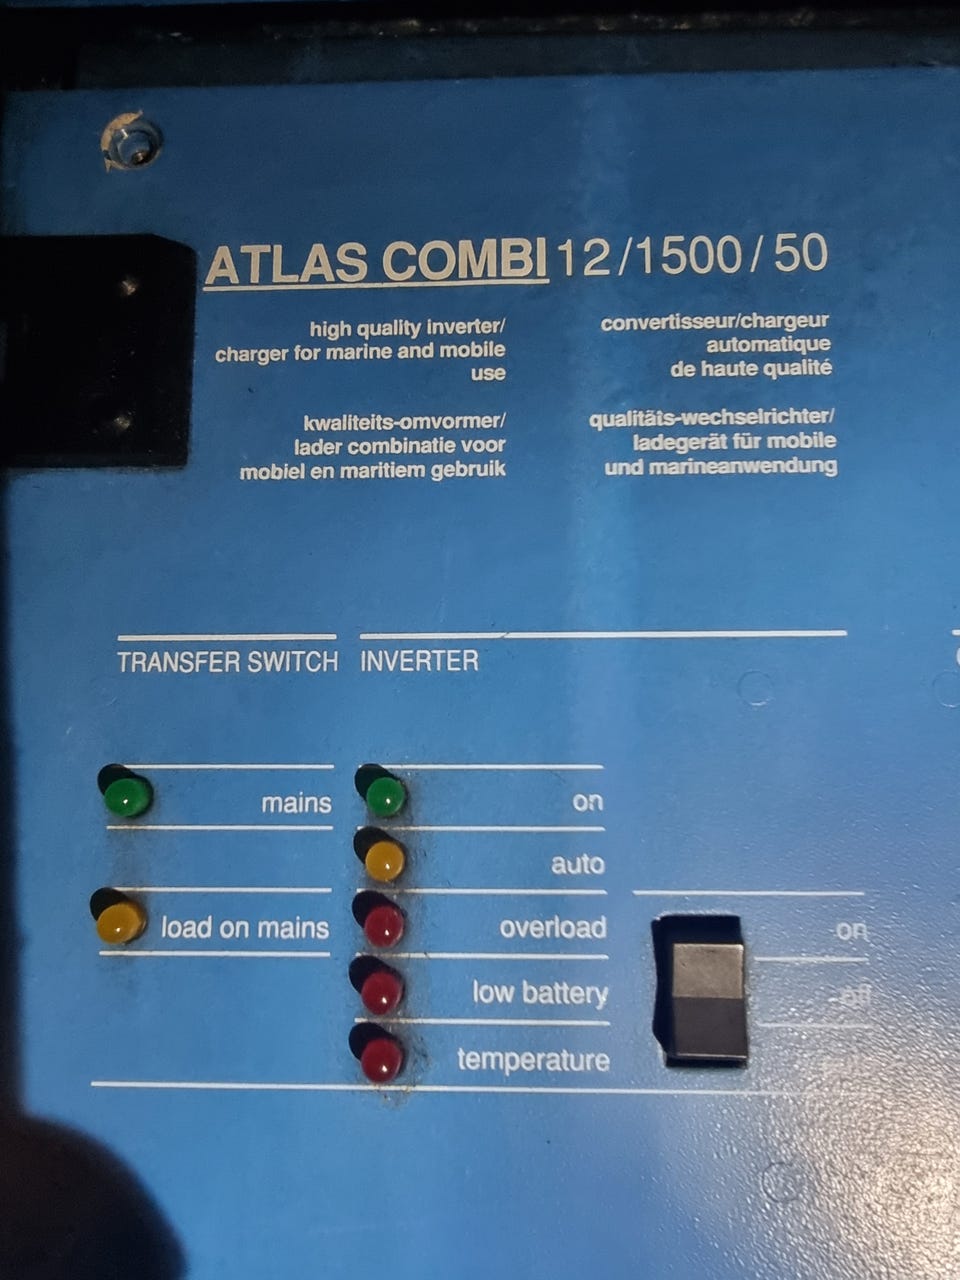 ATLAS COMBI 12/1500/50
high quality inverter/
charger for marine and mobile
use
convertisseur/chargeur
automatique
de haute qualité
kwaliteits-omvormer/
lader combinatie voor
mobiel en maritiem gebruik
qualitäts-wechselrichter/
ladegerät für mobile
und marineanwendung
TRANSFER SWITCH
INVERTER
mains
load on mains
on
auto
overload
low battery
temperature
on
off